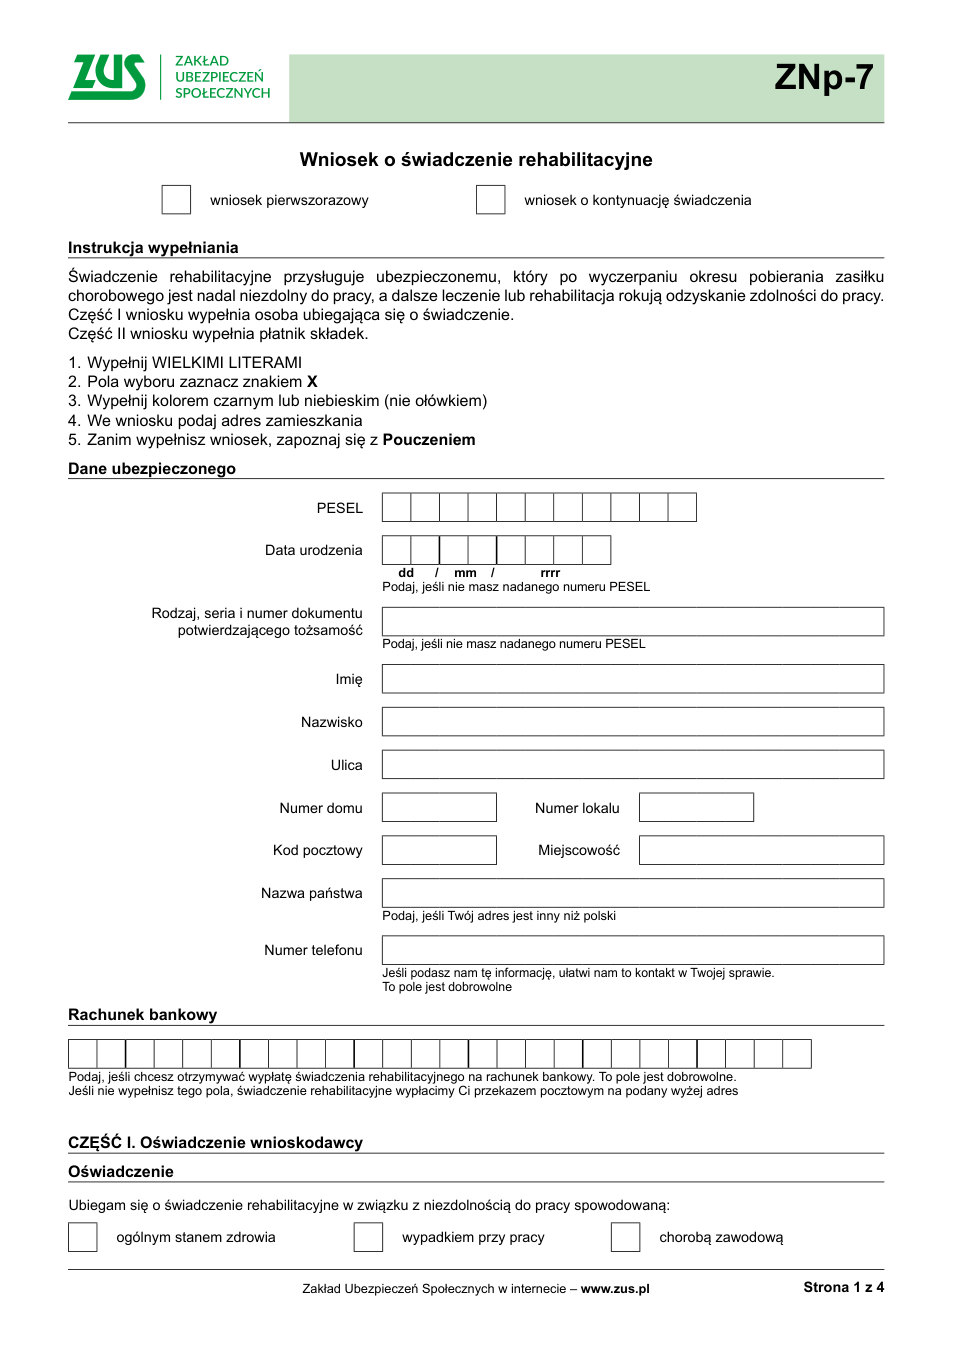 ZUS
ZAKŁAD
UBEZPIECZEŃ
SPOŁECZNYCH
ZNp-7
Wniosek o świadczenie rehabilitacyjne
wniosek pierwszorazowy
wniosek o kontynuację świadczenia
Instrukcja wypełniania
Świadczenie rehabilitacyjne przysługuje ubezpieczonemu, który po wyczerpaniu okresu pobierania zasiłku
chorobowego jest nadal niezdolny do pracy, a dalsze leczenie lub rehabilitacja rokują odzyskanie zdolności do pracy.
Część I wniosku wypełnia osoba ubiegająca się o świadczenie.
Część II wniosku wypełnia płatnik składek.
1. Wypełnij WIELKIMI LITERAMI
2. Pola wyboru zaznacz znakiem X
3. Wypełnij kolorem czarnym lub niebieskim (nie ołówkiem)
4. We wniosku podaj adres zamieszkania
5. Zanim wypełnisz wniosek, zapoznaj się z Pouczeniem
Dane ubezpieczonego
PESEL
Data urodzenia
dd / mm / rrrr
Podaj, jeśli nie masz nadanego numeru PESEL
Rodzaj, seria i numer dokumentu
potwierdzającego tożsamość
Podaj, jeśli nie masz nadanego numeru PESEL
Imię
Nazwisko
Ulica
Numer domu
Numer lokalu
Kod pocztowy
Miejscowość
Nazwa państwa
Podaj, jeśli Twój adres jest inny niż polski
Numer telefonu
Jeśli podasz nam tę informację, ułatwi nam to kontakt w Twojej sprawie.
To pole jest dobrowolne
Rachunek bankowy
Podaj, jeśli chcesz otrzymywać wypłatę świadczenia rehabilitacyjnego na rachunek bankowy. To pole jest dobrowolne.
Jeśli nie wypełnisz tego pola, świadczenie rehabilitacyjne wypłacimy Ci przekazem pocztowym na podany wyżej adres
CZĘŚĆ I. Oświadczenie wnioskodawcy
Oświadczenie
Ubiegam się o świadczenie rehabilitacyjne w związku z niezdolnością do pracy spowodowaną:
ogólnym stanem zdrowia
wypadkiem przy pracy
chorobą zawodową
Zakład Ubezpieczeń Społecznych w internecie – www.zus.pl
Strona 1 z 4